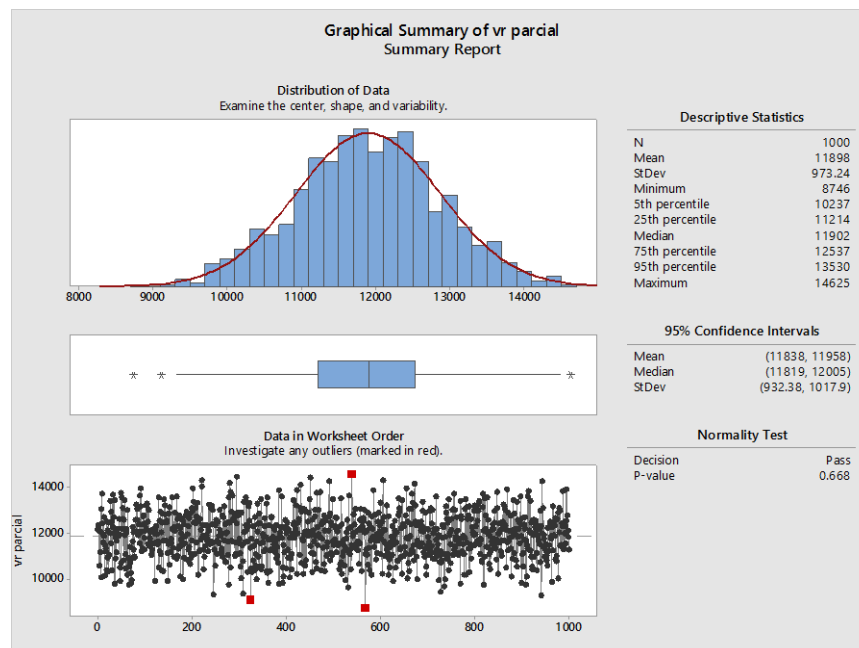 Graphical Summary of vr parcial
Summary Report
Distribution of Data
Examine the center, shape, and variability.
8000 9000 10000 11000 12000 13000 14000
Data in Worksheet Order
Investigate any outliers (marked in red).
vr parcial
14000
12000
10000
0 200 400 600 800 1000
Descriptive Statistics
N 1000
Mean 11898
StDev 973.24
Minimum 8746
5th percentile 10237
25th percentile 11214
Median 11902
75th percentile 12537
95th percentile 13530
Maximum 14625
95% Confidence Intervals
Mean (11838, 11958)
Median (11819, 12005)
StDev (932.38, 1017.9)
Normality Test
Decision Pass
P-value 0.668